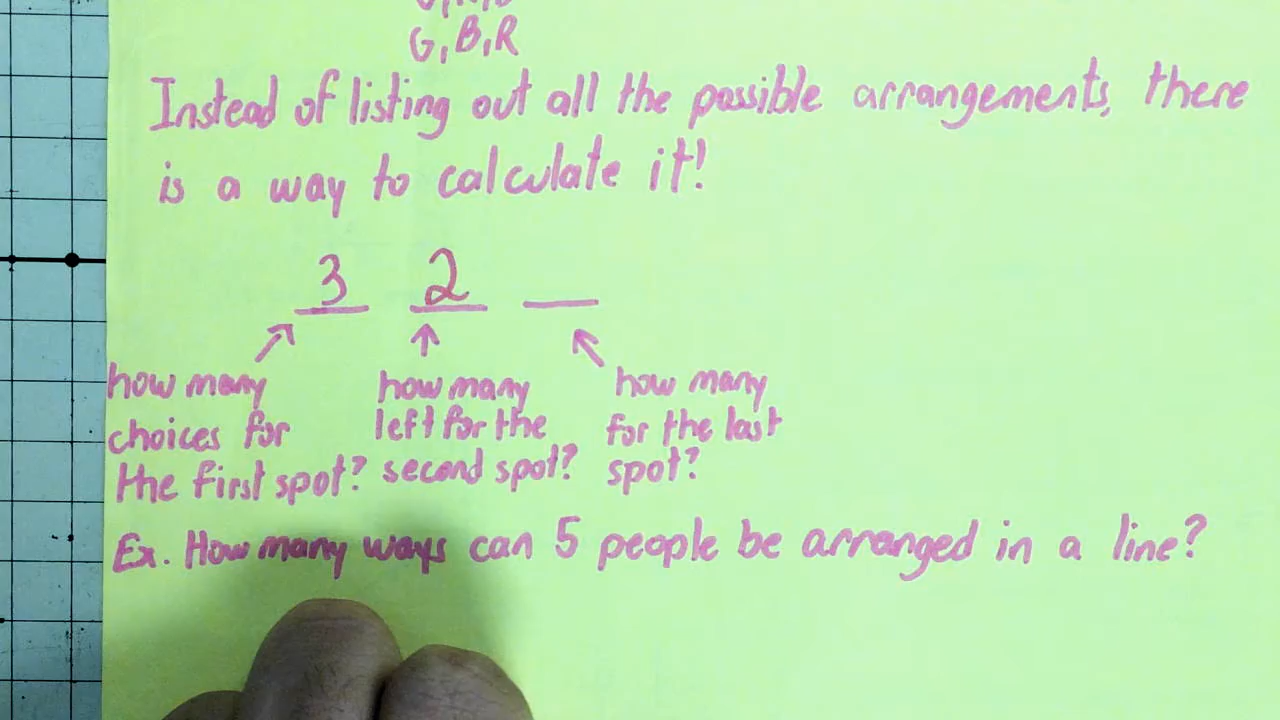 G, B, R
Instead of listing out all the possible arrangements, there
is a way to calculate it!
3 2
how many
choices for
the first spot?
how many
left for the
second spot?
how many
for the last
spot?
Ex. How many ways can 5 people be arranged in a line?